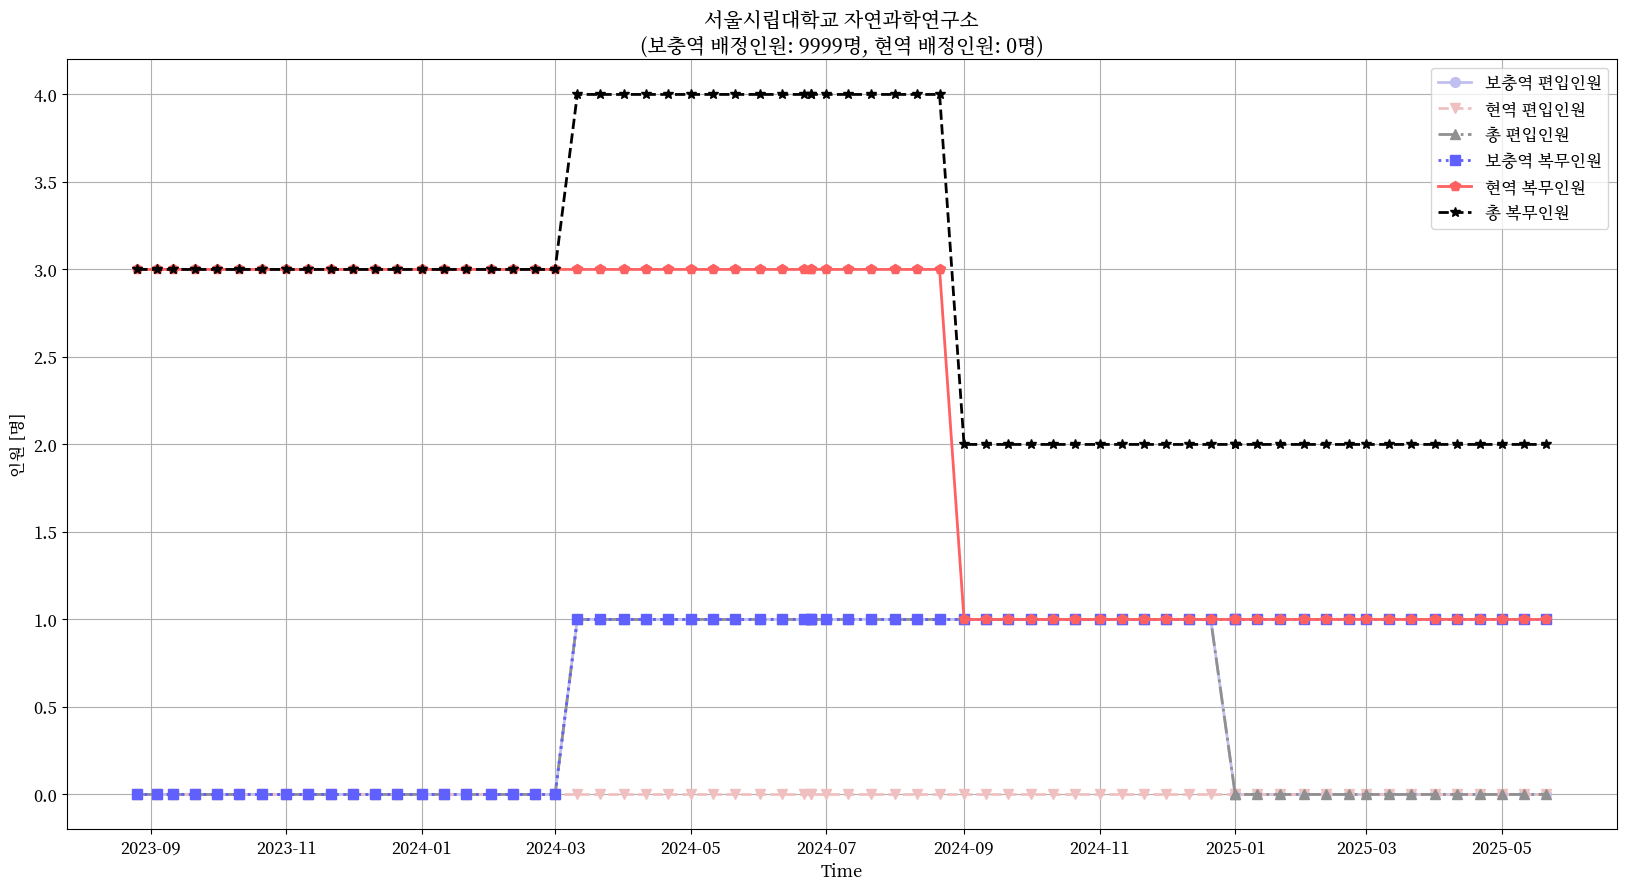 서울시립대학교 자연과학연구소
(보충역 배정인원: 9999명, 현역 배정인원: 0명)
보충역 편입인원
현역 편입인원
총 편입인원
보충역 복무인원
현역 복무인원
총 복무인원
인원 [명]
4.0
3.5
3.0
2.5
2.0
1.5
1.0
0.5
0.0
2023-09
2023-11
2024-01
2024-03
2024-05
2024-07
2024-09
2024-11
2025-01
2025-03
2025-05
Time